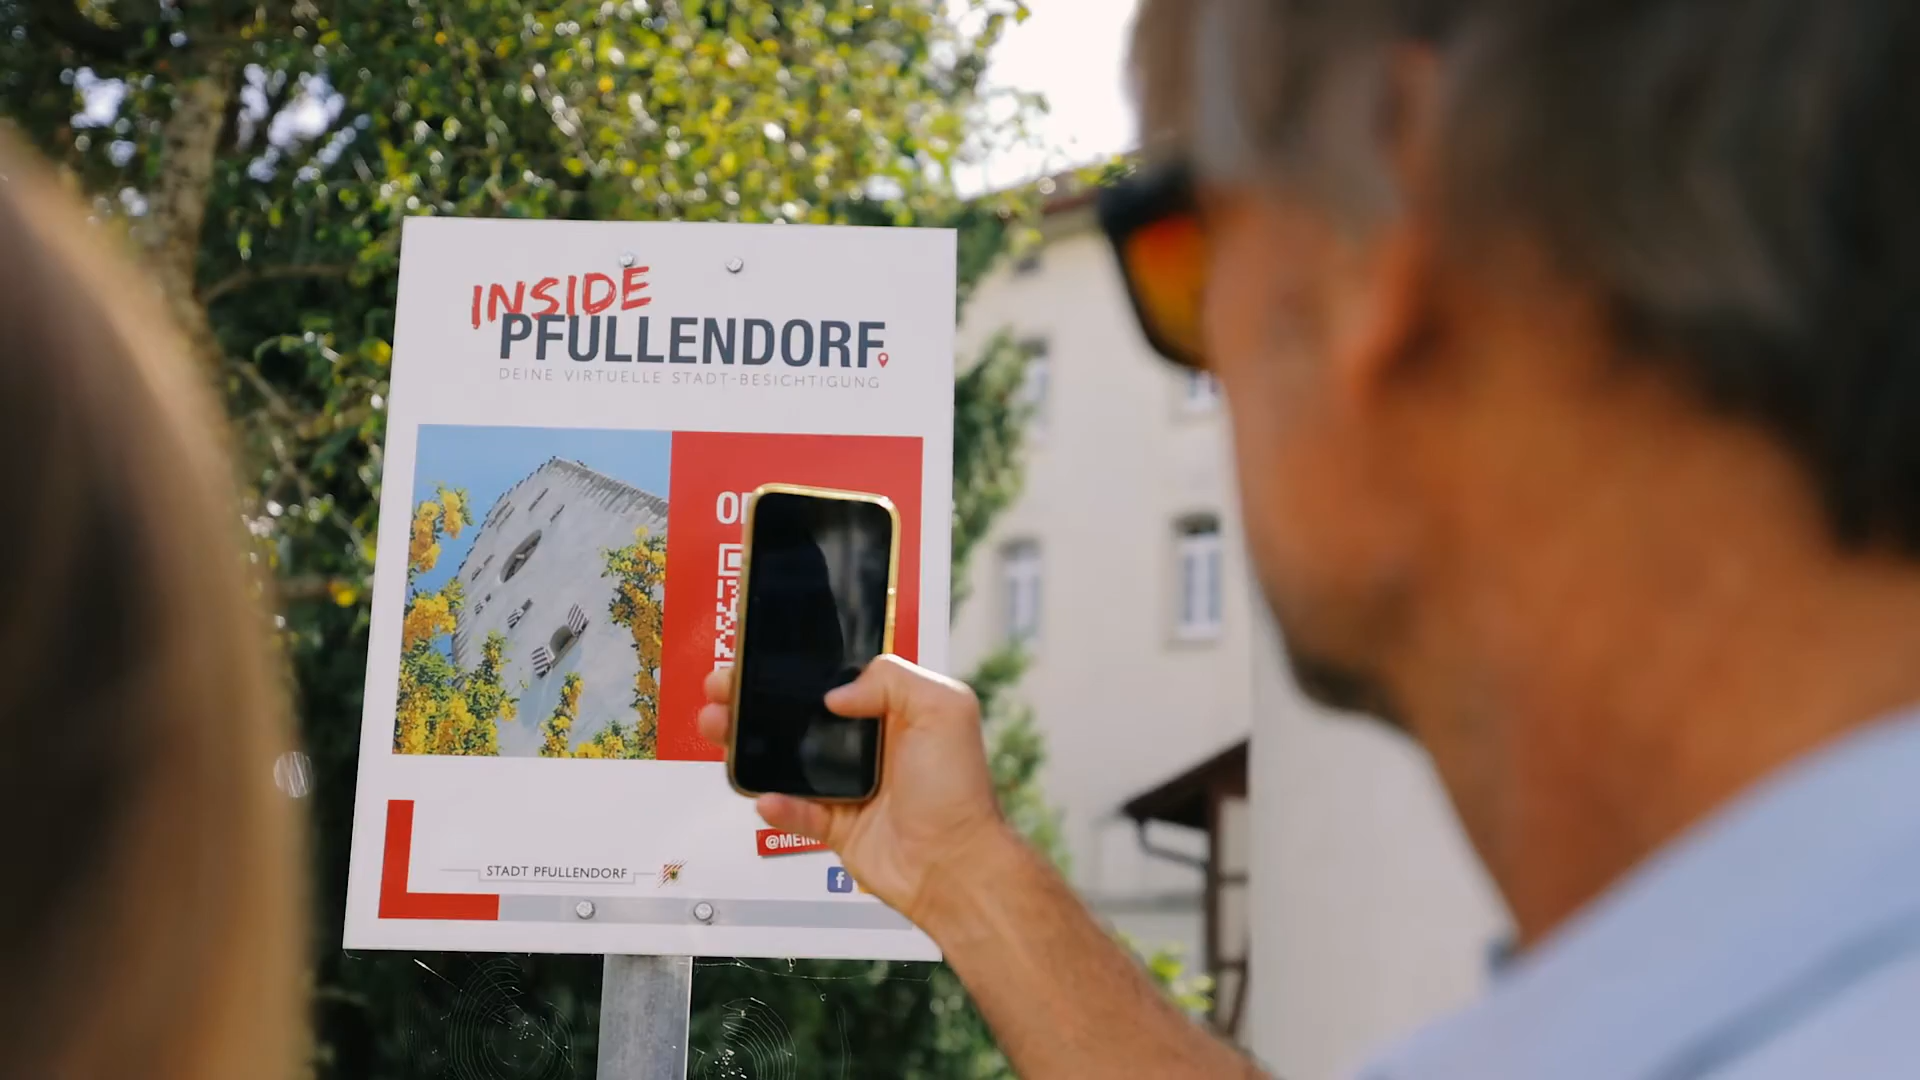 INSIDE
PFULLENDORF
DEINE VIRTUELLE STADT-BESICHTIGUNG
STADT PFULLENDORF
f